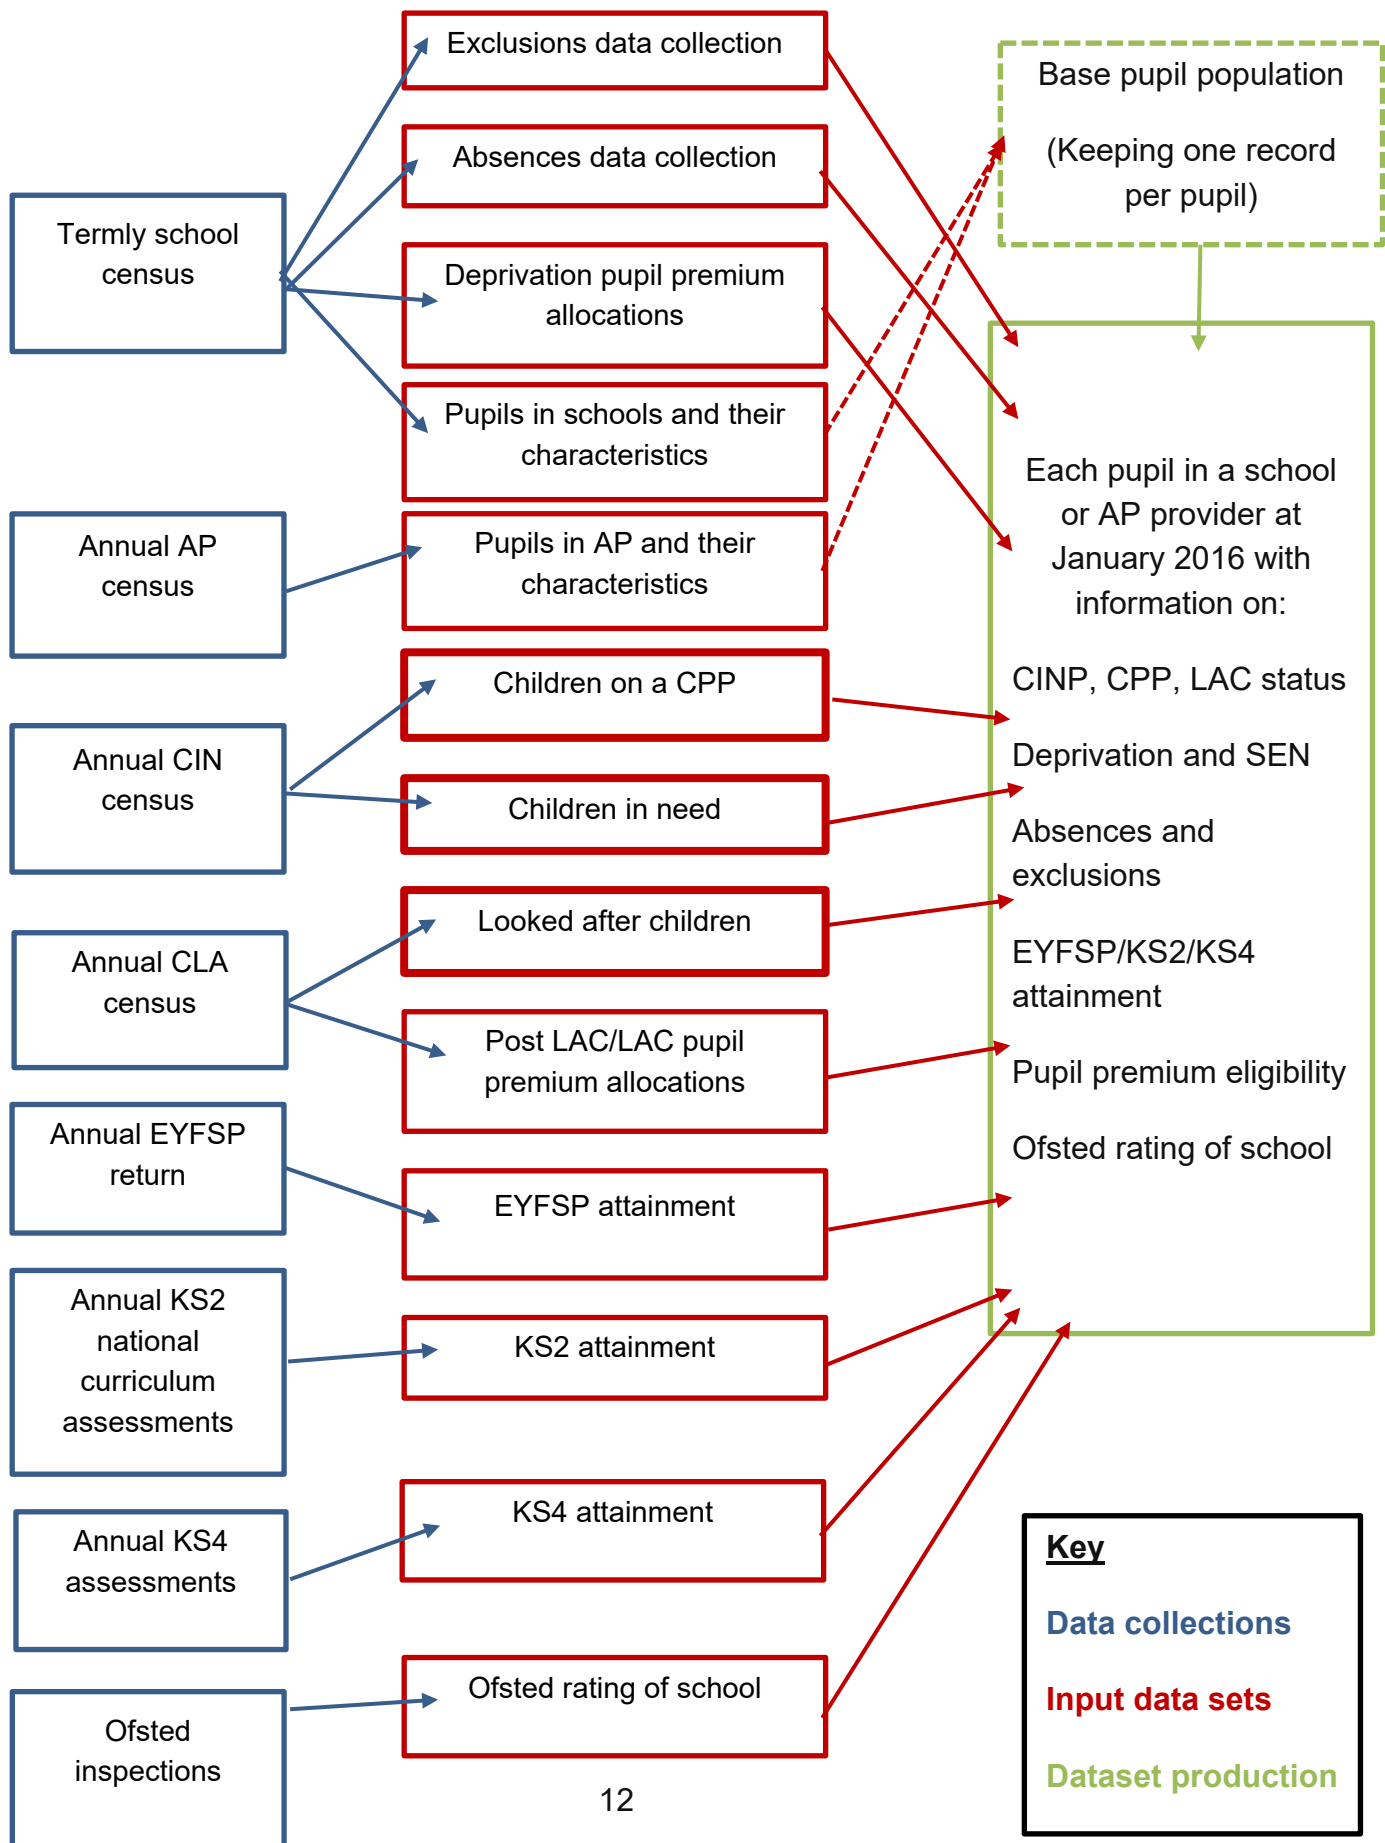 Termly school
census
Annual AP
census
Annual CIN
census
Annual CLA
census
Annual EYFSP
return
Annual KS2
national
curriculum
assessments
Annual KS4
assessments
Ofsted
inspections
Exclusions data collection
Absences data collection
Deprivation pupil premium
allocations
Pupils in schools and their
characteristics
Pupils in AP and their
characteristics
Children on a CPP
Children in need
Looked after children
Post LAC/LAC pupil
premium allocations
EYFSP attainment
KS2 attainment
KS4 attainment
Ofsted rating of school
Base pupil population
(Keeping one record
per pupil)
Each pupil in a school
or AP provider at
January 2016 with
information on:
CINP, CPP, LAC status
Deprivation and SEN
Absences and
exclusions
EYFSP/KS2/KS4
attainment
Pupil premium eligibility
Ofsted rating of school
Key
Data collections
Input data sets
Dataset production
12